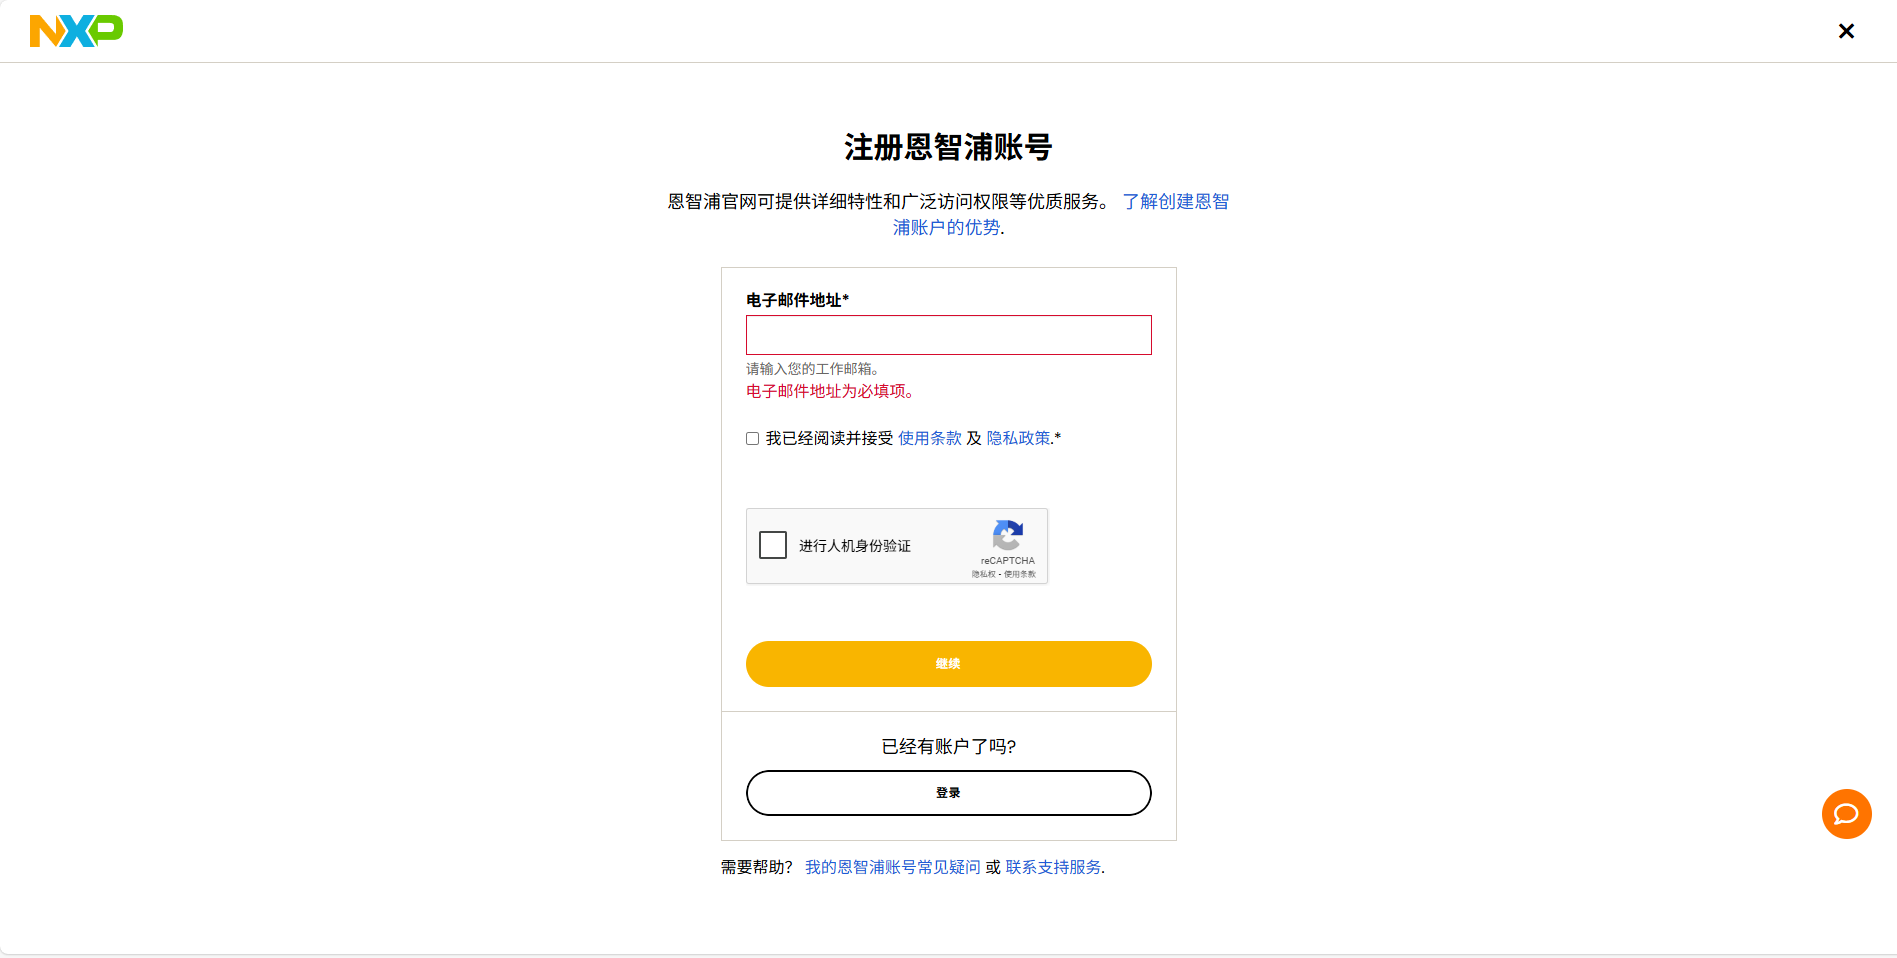 NXP
注册恩智浦账号
恩智浦官网可提供详细特性和广泛访问权限等优质服务。 了解创建恩智
浦账户的优势.
电子邮件地址*
请输入您的工作邮箱。
电子邮件地址为必填项。
我已经阅读并接受 使用条款 及 隐私政策.*
进行人机身份验证
reCAPTCHA
隐私权 - 使用条款
继续
已经有账户了吗?
登录
需要帮助? 我的恩智浦账号常见疑问 或 联系支持服务.